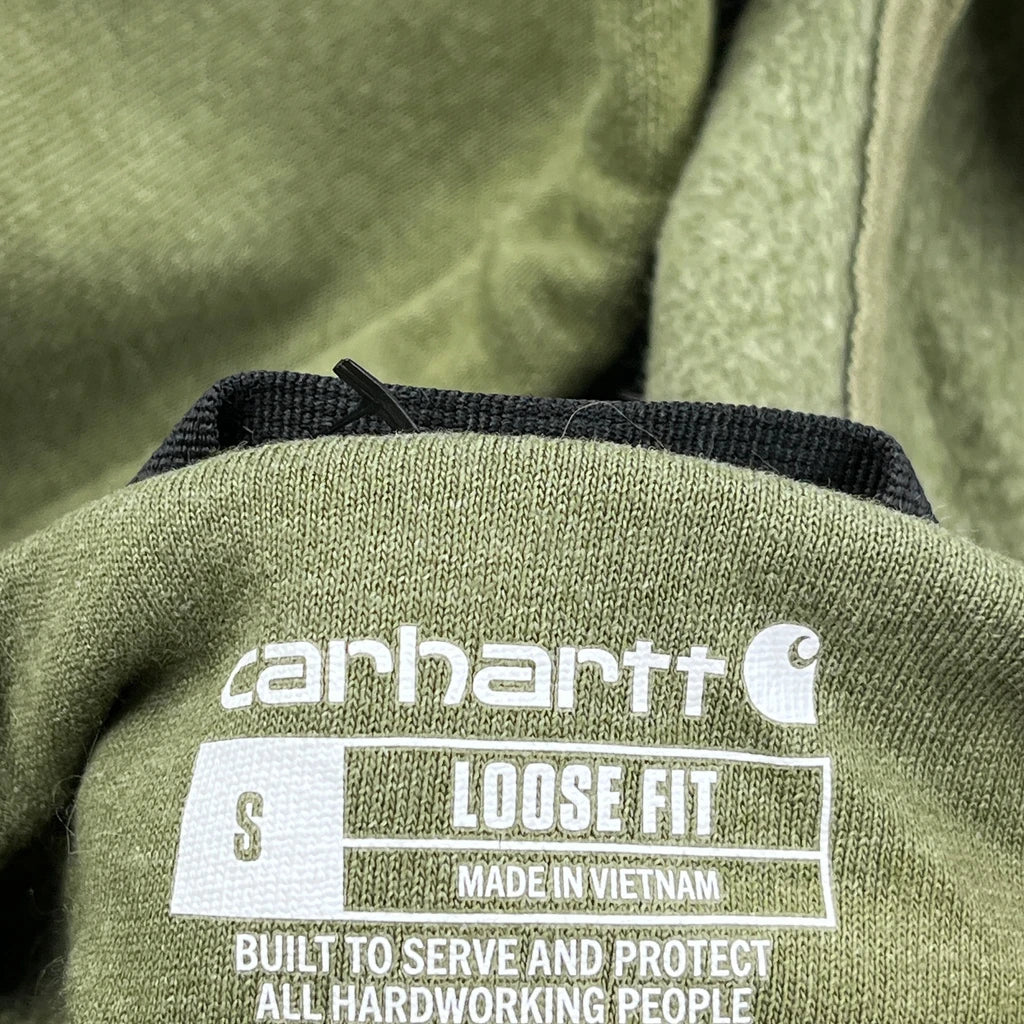 carhartt
S
LOOSE FIT
MADE IN VIETNAM
BUILT TO SERVE AND PROTECT
ALL HARDWORKING PEOPLE